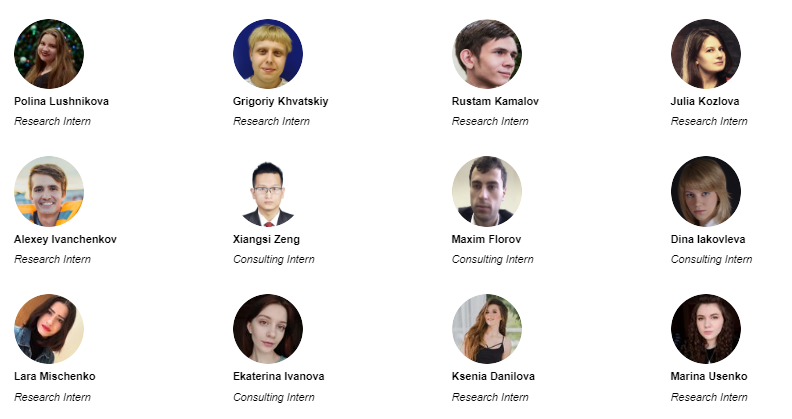 Polina Lushnikova
Grigoriy Khvatskiy
Rustam Kamalov
Julia Kozlova
Research Intern
Research Intern
Research Intern
Research Intern
Alexey Ivanchenkov
Xiangsi Zeng
Maxim Florov
Dina Iakovleva
Research Intern
Consulting Intern
Consulting Intern
Consulting Intern
Lara Mischenko
Ekaterina Ivanova
Ksenia Danilova
Marina Usenko
Research Intern
Consulting Intern
Research Intern
Research Intern